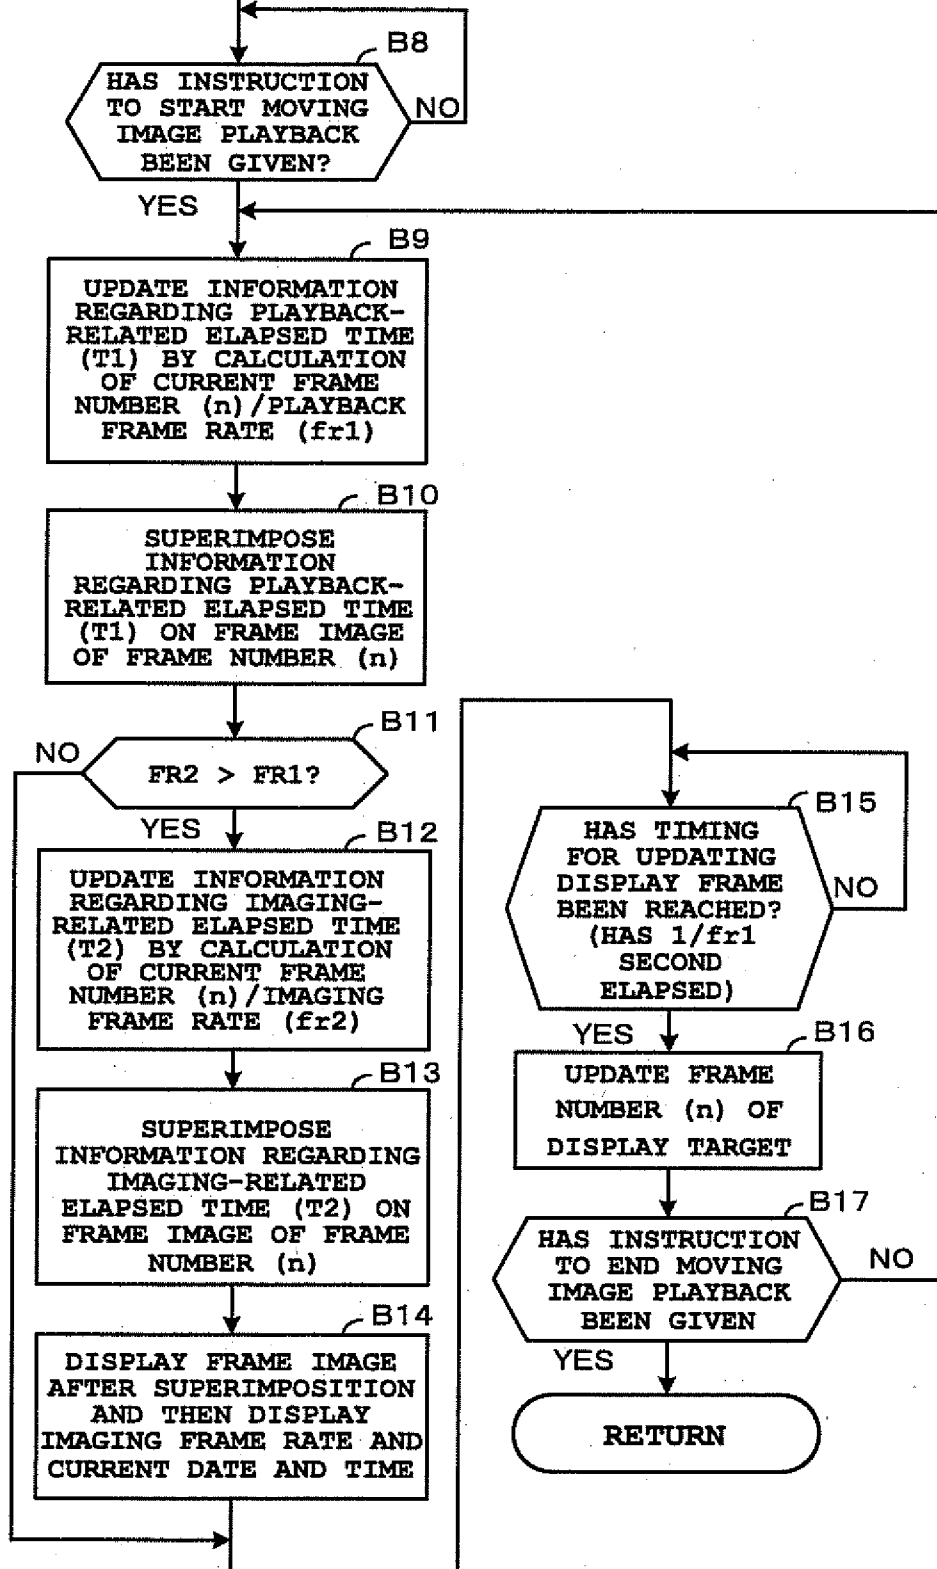 B8
HAS INSTRUCTION
TO START MOVING
IMAGE PLAYBACK
BEEN GIVEN?
NO
YES
B9
UPDATE INFORMATION
REGARDING PLAYBACK-
RELATED ELAPSED TIME
(T1) BY CALCULATION
OF CURRENT FRAME
NUMBER (n)/PLAYBACK
FRAME RATE (fr1)
B10
SUPERIMPOSE
INFORMATION
REGARDING PLAYBACK-
RELATED ELAPSED TIME
(T1) ON FRAME IMAGE
OF FRAME NUMBER (n)
B11
NO
FR2 > FR1?
YES
B12
UPDATE INFORMATION
REGARDING IMAGING-
RELATED ELAPSED TIME
(T2) BY CALCULATION
OF CURRENT FRAME
NUMBER (n)/IMAGING
FRAME RATE (fr2)
B13
SUPERIMPOSE
INFORMATION REGARDING
IMAGING-RELATED
ELAPSED TIME (T2) ON
FRAME IMAGE OF FRAME
NUMBER (n)
B14
DISPLAY FRAME IMAGE
AFTER SUPERIMPOSITION
AND THEN DISPLAY
IMAGING FRAME RATE AND
CURRENT DATE AND TIME
B15
HAS TIMING
FOR UPDATING
DISPLAY FRAME
BEEN REACHED?
(HAS 1/fr1
SECOND
ELAPSED)
NO
YES
B16
UPDATE FRAME
NUMBER (n) OF
DISPLAY TARGET
B17
HAS INSTRUCTION
TO END MOVING
IMAGE PLAYBACK
BEEN GIVEN
NO
YES
RETURN